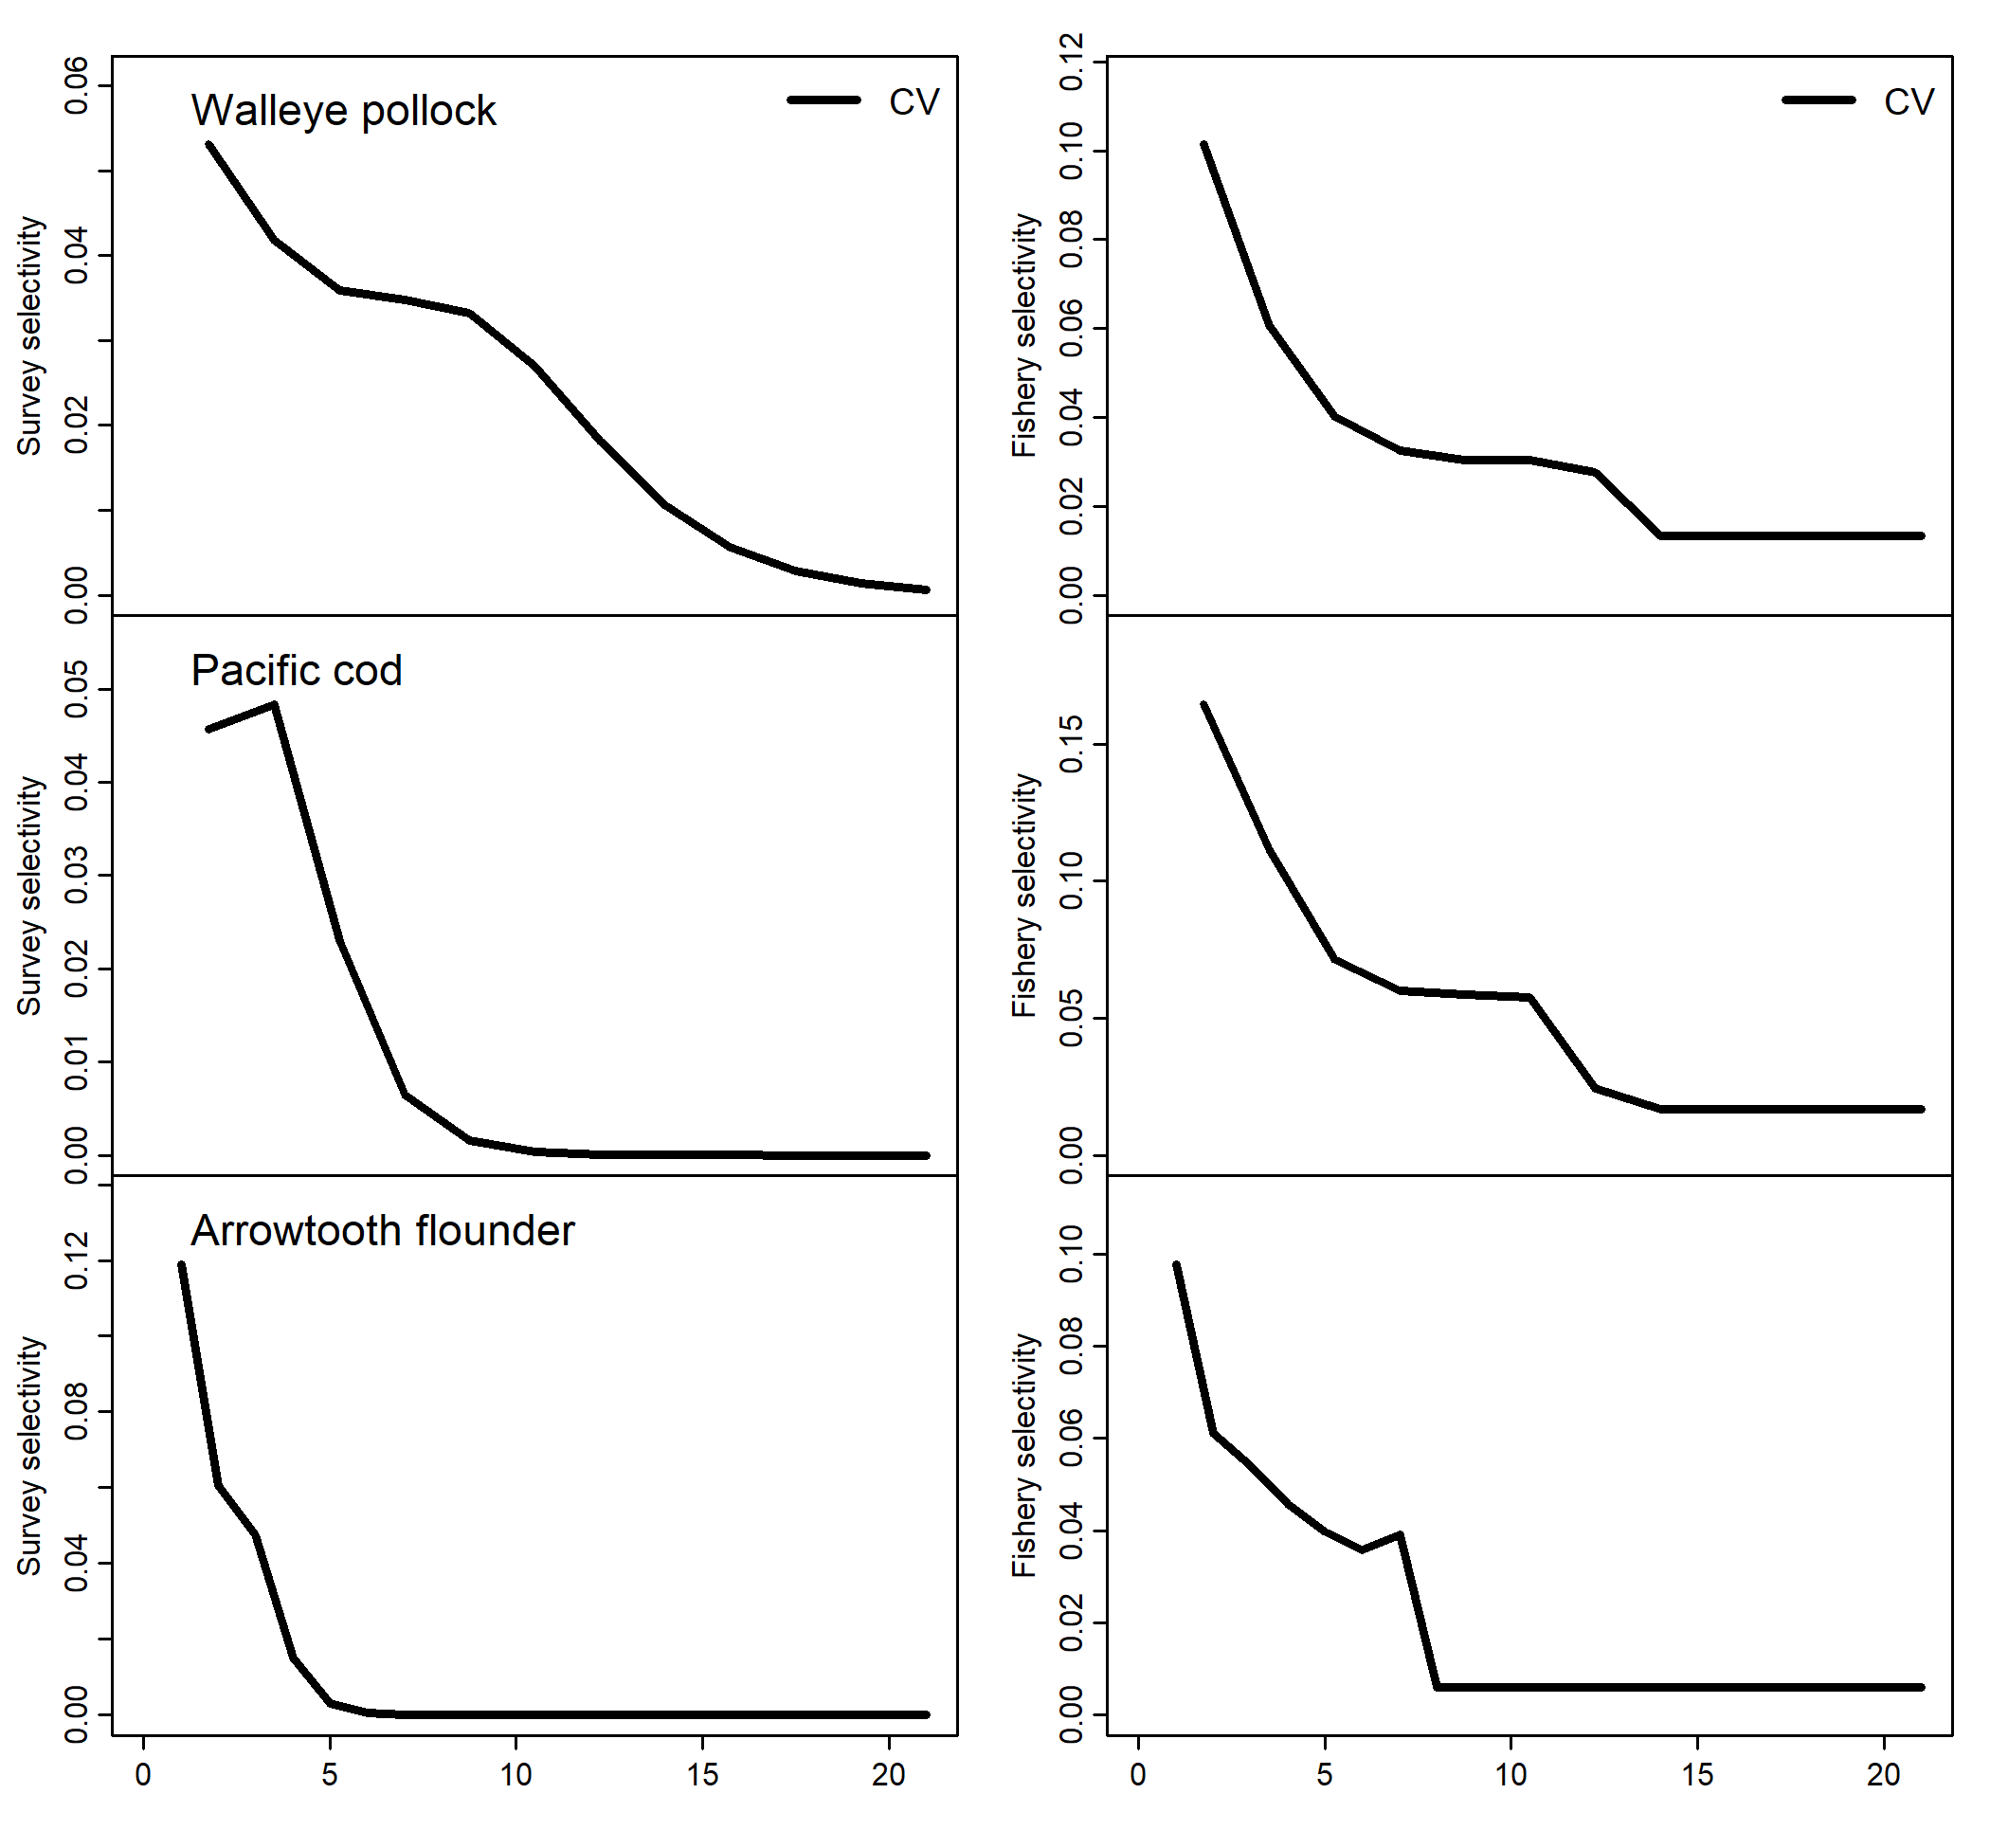 Walleye pollock
CV
Survey selectivity
0.00 0.02 0.04 0.06
CV
Fishery selectivity
0.00 0.02 0.04 0.06 0.08 0.10 0.12
Pacific cod
Survey selectivity
0.00 0.01 0.02 0.03 0.04 0.05
Fishery selectivity
0.00 0.05 0.10 0.15
Arrowtooth flounder
Survey selectivity
0.00 0.04 0.08 0.12
0 5 10 15 20
Fishery selectivity
0.00 0.02 0.04 0.06 0.08 0.10
0 5 10 15 20